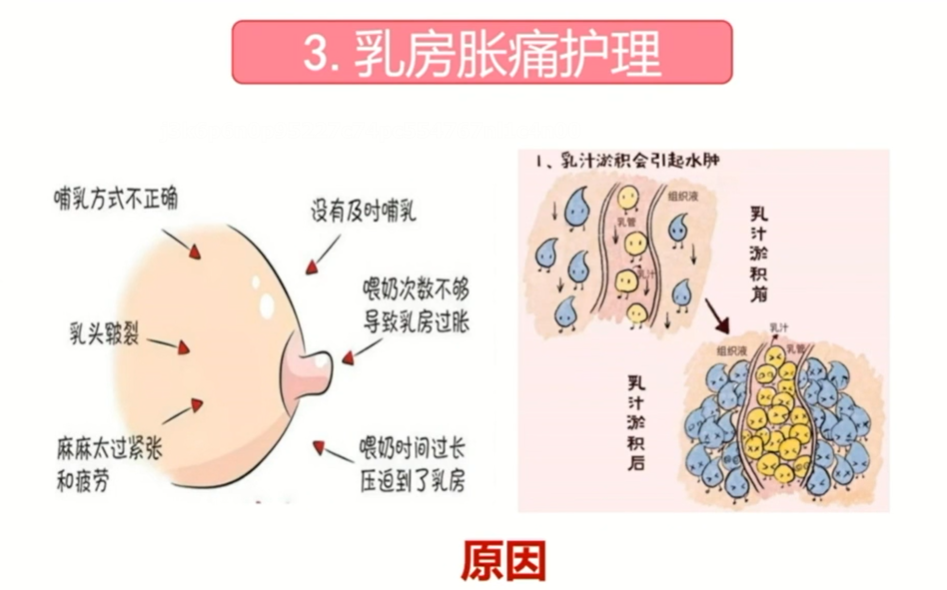 3. 乳房胀痛护理
哺乳方式不正确
没有及时哺乳
喂奶次数不够
导致乳房过胀
乳头皲裂
麻麻太过紧张
和疲劳
喂奶时间过长
压迫到了乳房
1、乳汁淤积会引起水肿
组织液
乳管
乳汁
乳汁淤积前
乳汁
组织液
乳管
乳汁淤积后
原因